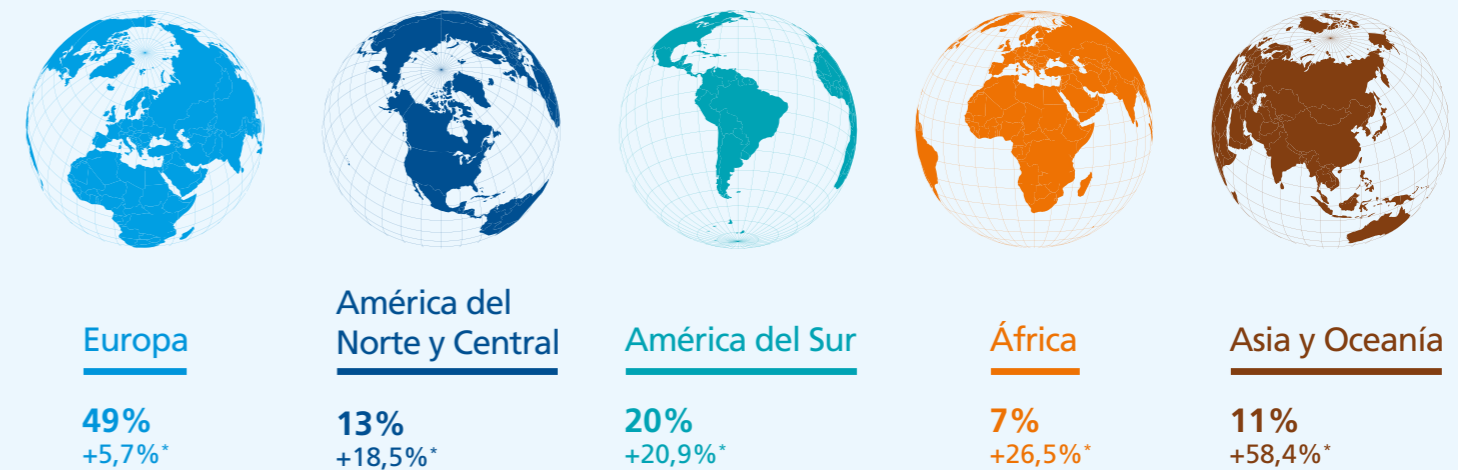 Europa
49%
+5,7%*
América del
Norte y Central
13%
+18,5%*
América del Sur
20%
+20,9%*
África
7%
+26,5%*
Asia y Oceanía
11%
+58,4%*